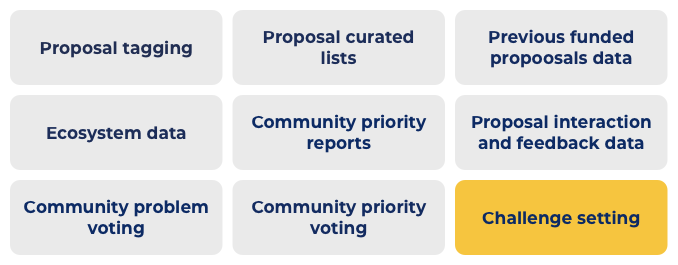 Proposal tagging
Proposal curated
lists
Previous funded
propoosals data
Ecosystem data
Community priority
reports
Proposal interaction
and feedback data
Community problem
voting
Community priority
voting
Challenge setting